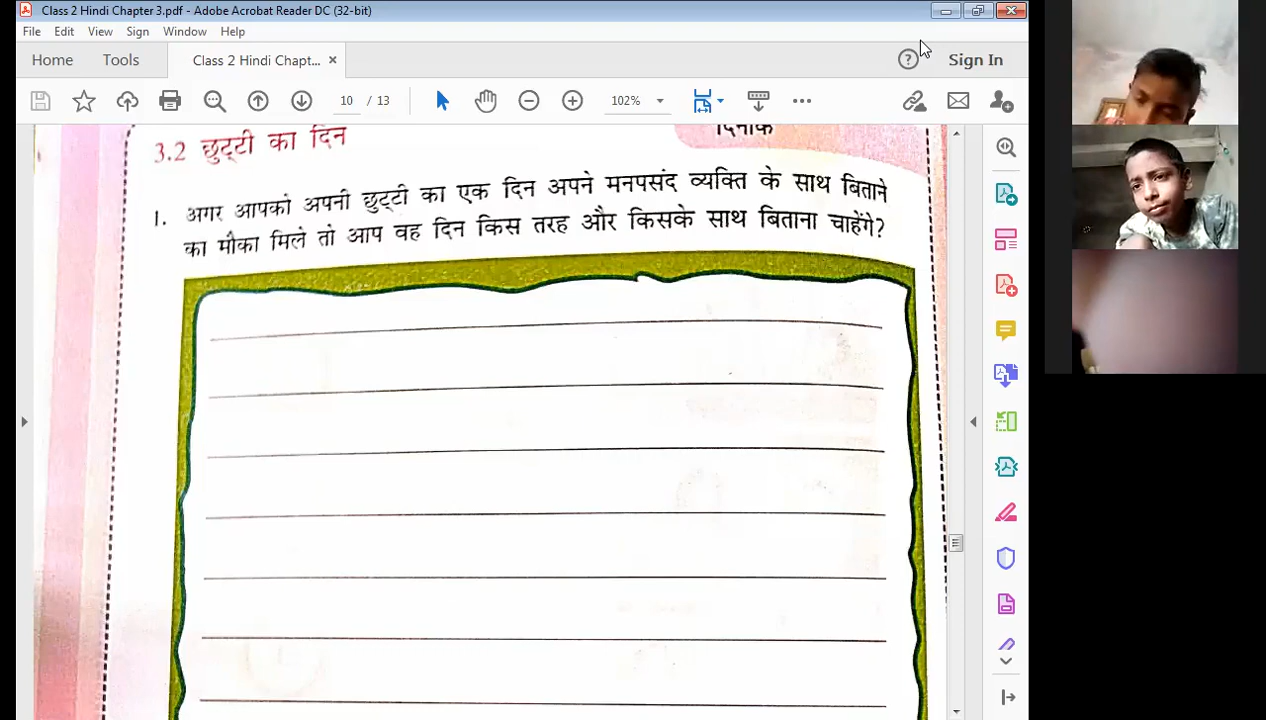 Class 2 Hindi Chapter 3.pdf - Adobe Acrobat Reader DC (32-bit)
File Edit View Sign Window Help
Home Tools Class 2 Hindi Chapt... × ? Sign In
10 / 13 102%
3.2 छुट्टी का दिन
दिनांक
1. अगर आपको अपनी छुट्टी का एक दिन अपने मनपसंद व्यक्ति के साथ बिताने
का मौका मिले तो आप वह दिन किस तरह और किसके साथ बिताना चाहेंगे?